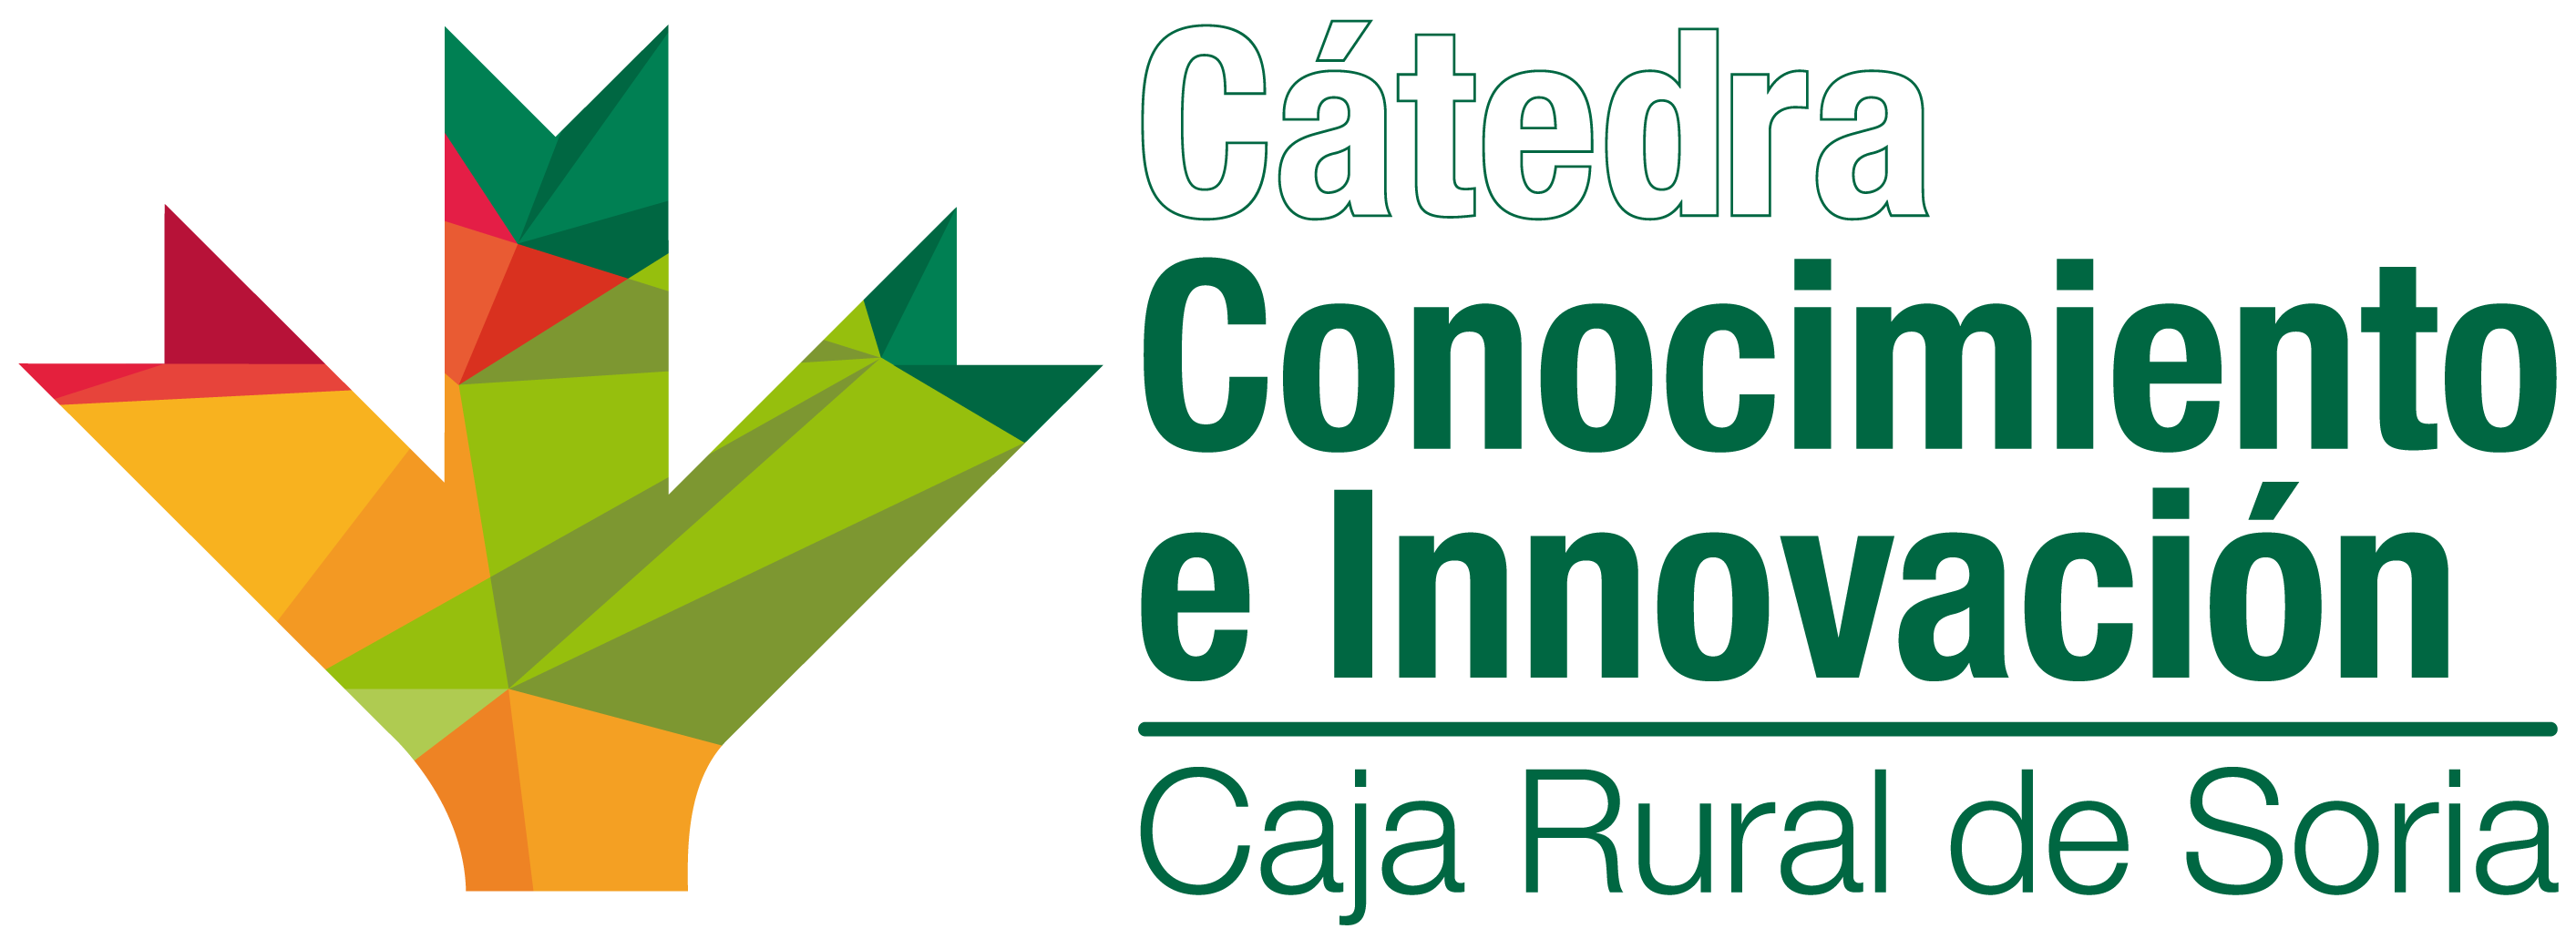 Cátedra
Conocimiento
e Innovación
Caja Rural de Soria